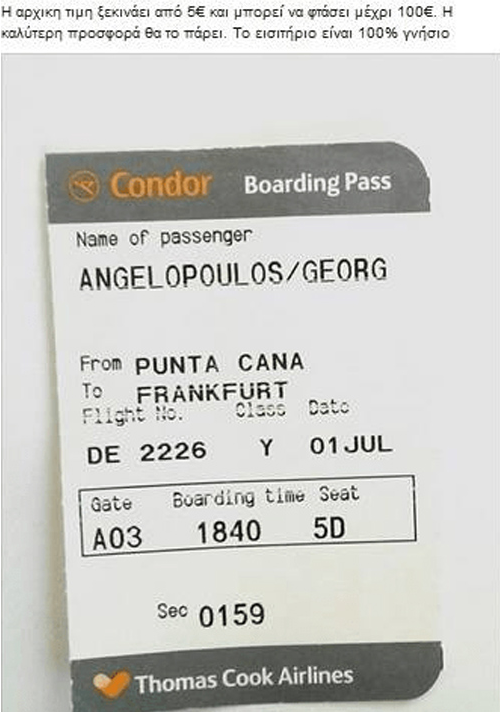 Η αρχικη τιμη ξεκινάει από 5€ και μπορεί να φτάσει μέχρι 100€. Η
καλύτερη προσφορά θα το πάρει. Το εισιτήριο είναι 100% γνήσιο
Condor Boarding Pass
Name of passenger
ANGELOPOULOS/GEORG
From PUNTA CANA
To FRANKFURT
Flight No. Class Date
DE 2226 Y 01JUL
Gate Boarding time Seat
A03 1840 5D
Sec 0159
Thomas Cook Airlines